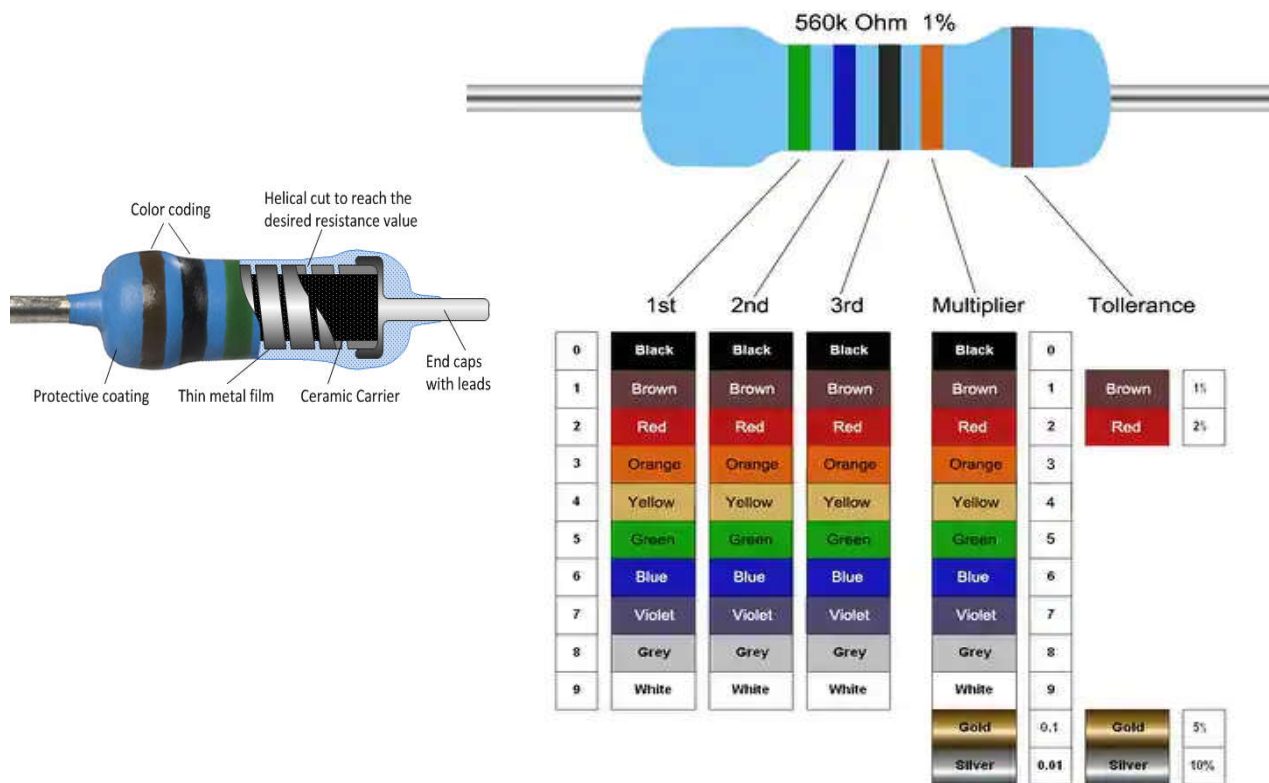 560k Ohm 1%
Color coding
Helical cut to reach the
desired resistance value
Protective coating
Thin metal film
Ceramic Carrier
End caps
with leads
1st 2nd 3rd Multiplier Tollerance
0 Black Black Black Black 0
1 Brown Brown Brown Brown 1 Brown 1%
2 Red Red Red Red 2 Red 2%
3 Orange Orange Orange Orange 3
4 Yellow Yellow Yellow Yellow 4
5 Green Green Green Green 5
6 Blue Blue Blue Blue 6
7 Violet Violet Violet Violet 7
8 Grey Grey Grey Grey 8
9 White White White White 9
Gold 0.1 Gold 5%
Silver 0.01 Silver 10%